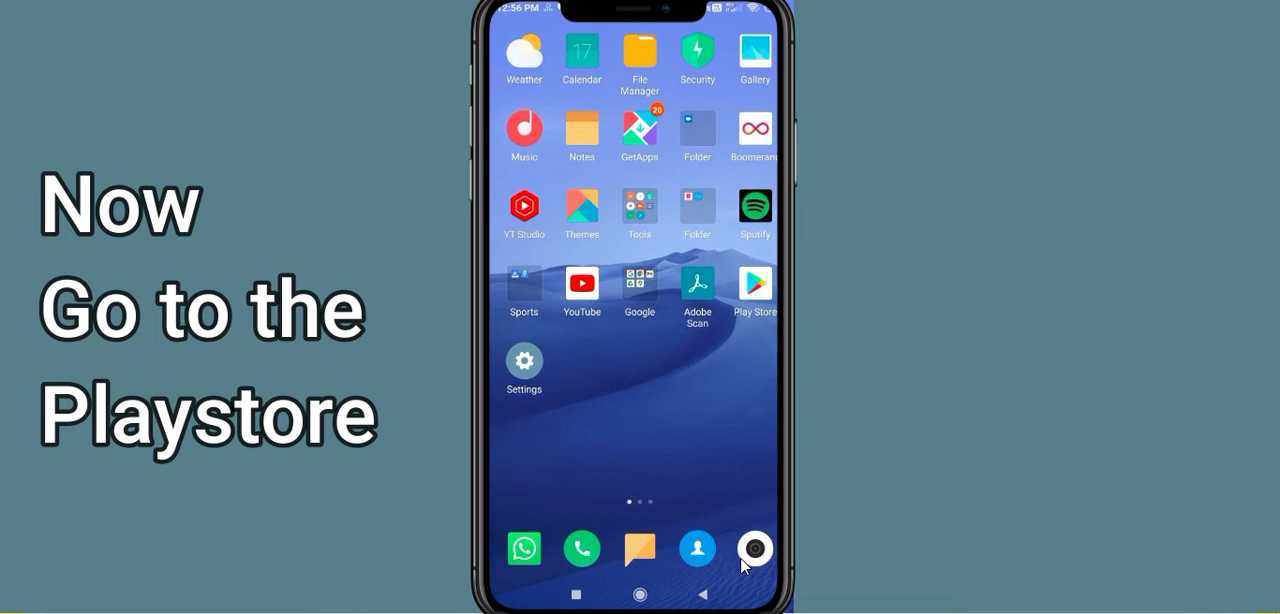 Now
Go to the
Playstore
12:56 PM
17
Weather
Calendar
File
Manager
Security
Gallery
20
Music
Notes
GetApps
Folder
Boomerang
YT Studio
Themes
Tools
Folder
Spotify
Sports
YouTube
Google
Adobe
Scan
Play Store
Settings